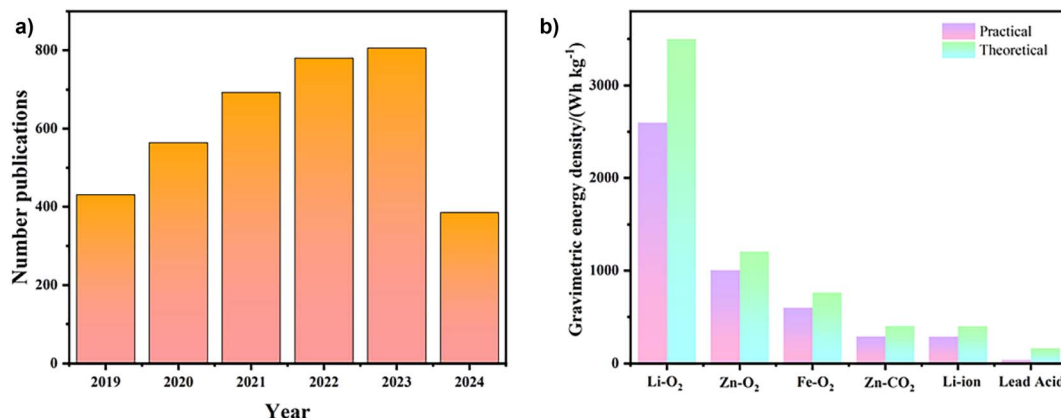 a)
Number publications
800
600
400
200
0
2019 2020 2021 2022 2023 2024
Year
b)
Gravimetric energy density/(Wh kg⁻¹)
Practical
Theoretical
3000
2000
1000
0
Li-O₂ Zn-O₂ Fe-O₂ Zn-CO₂ Li-ion Lead Acid